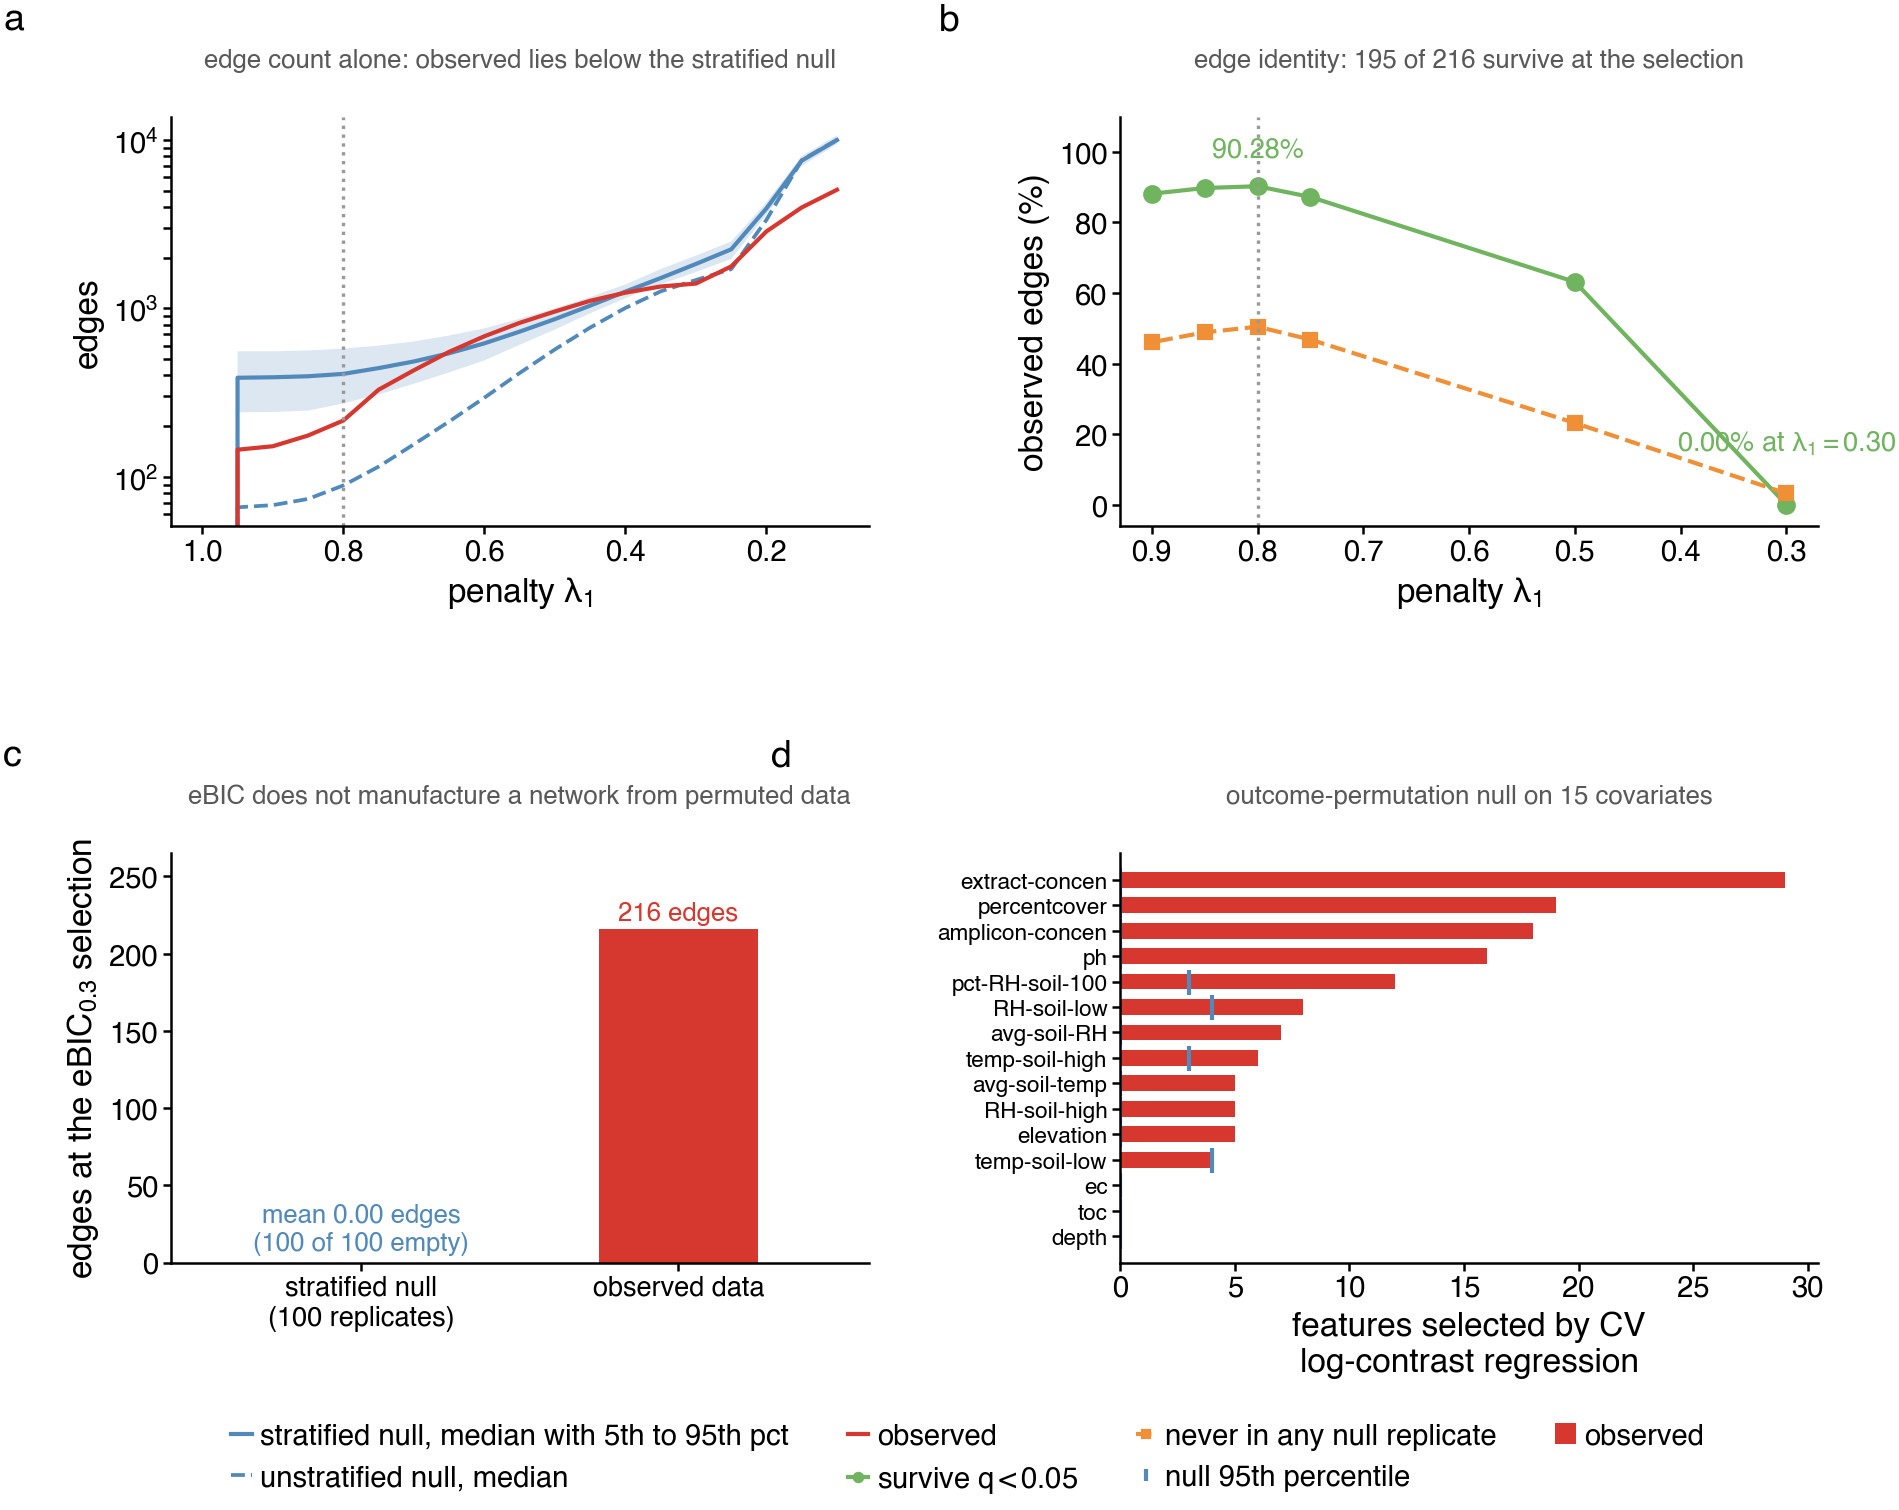 a
edge count alone: observed lies below the stratified null
10⁴
10³
10²
edges
1.0 0.8 0.6 0.4 0.2
penalty λ₁
b
edge identity: 195 of 216 survive at the selection
100
80
60
40
20
0
observed edges (%)
90.28%
0.00% at λ₁=0.30
0.9 0.8 0.7 0.6 0.5 0.4 0.3
penalty λ₁
c
eBIC does not manufacture a network from permuted data
250
200
150
100
50
0
edges at the eBIC₀.₃ selection
216 edges
mean 0.00 edges
(100 of 100 empty)
stratified null
(100 replicates)
observed data
d
outcome-permutation null on 15 covariates
extract-concen
percentcover
amplicon-concen
ph
pct-RH-soil-100
RH-soil-low
avg-soil-RH
temp-soil-high
avg-soil-temp
RH-soil-high
elevation
temp-soil-low
ec
toc
depth
0 5 10 15 20 25 30
features selected by CV
log-contrast regression
stratified null, median with 5th to 95th pct
unstratified null, median
observed
survive q<0.05
never in any null replicate
null 95th percentile
observed